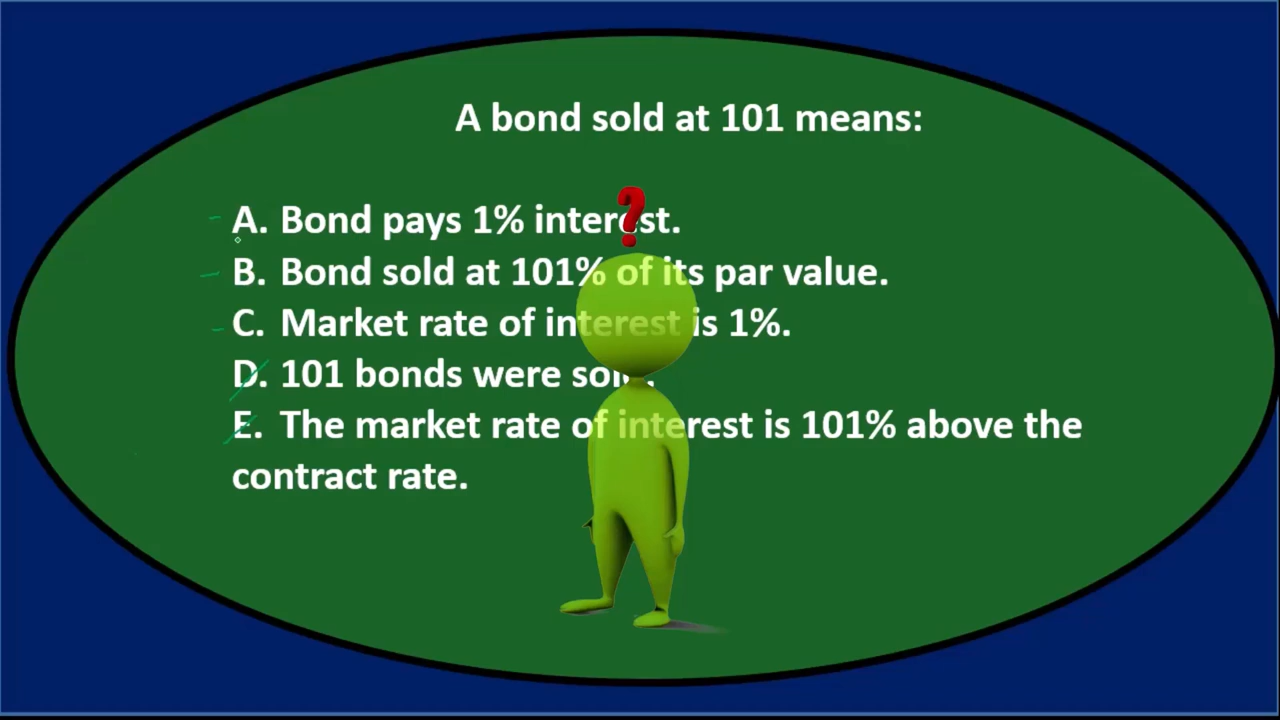 A bond sold at 101 means:
A. Bond pays 1% interest.
B. Bond sold at 101% of its par value.
C. Market rate of interest is 1%.
D. 101 bonds were sold.
E. The market rate of interest is 101% above the
contract rate.